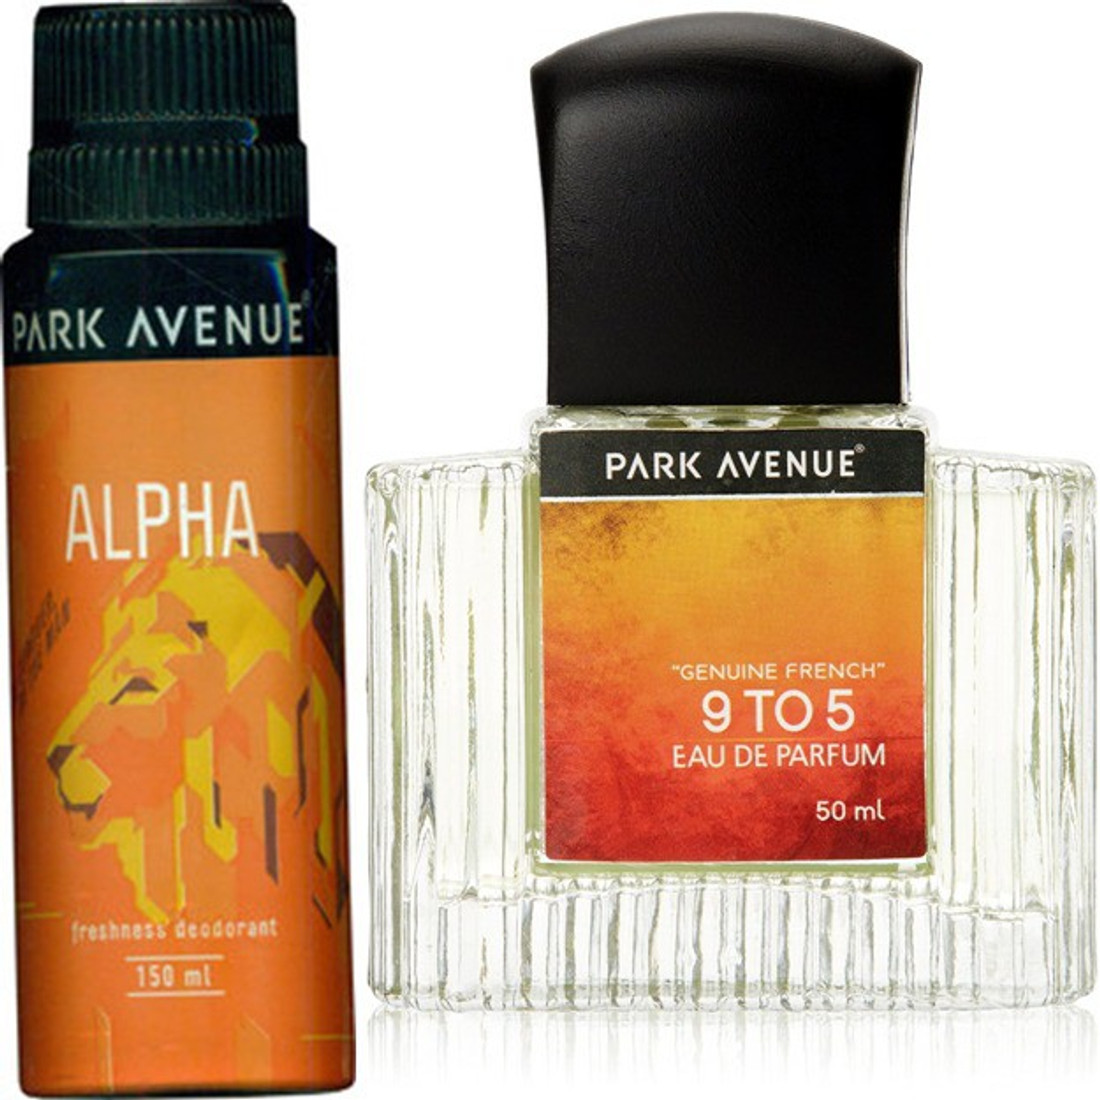 PARK AVENUE®
ALPHA
freshness deodorant
150 ml
PARK AVENUE®
"GENUINE FRENCH"
9 TO 5
EAU DE PARFUM
50 ml